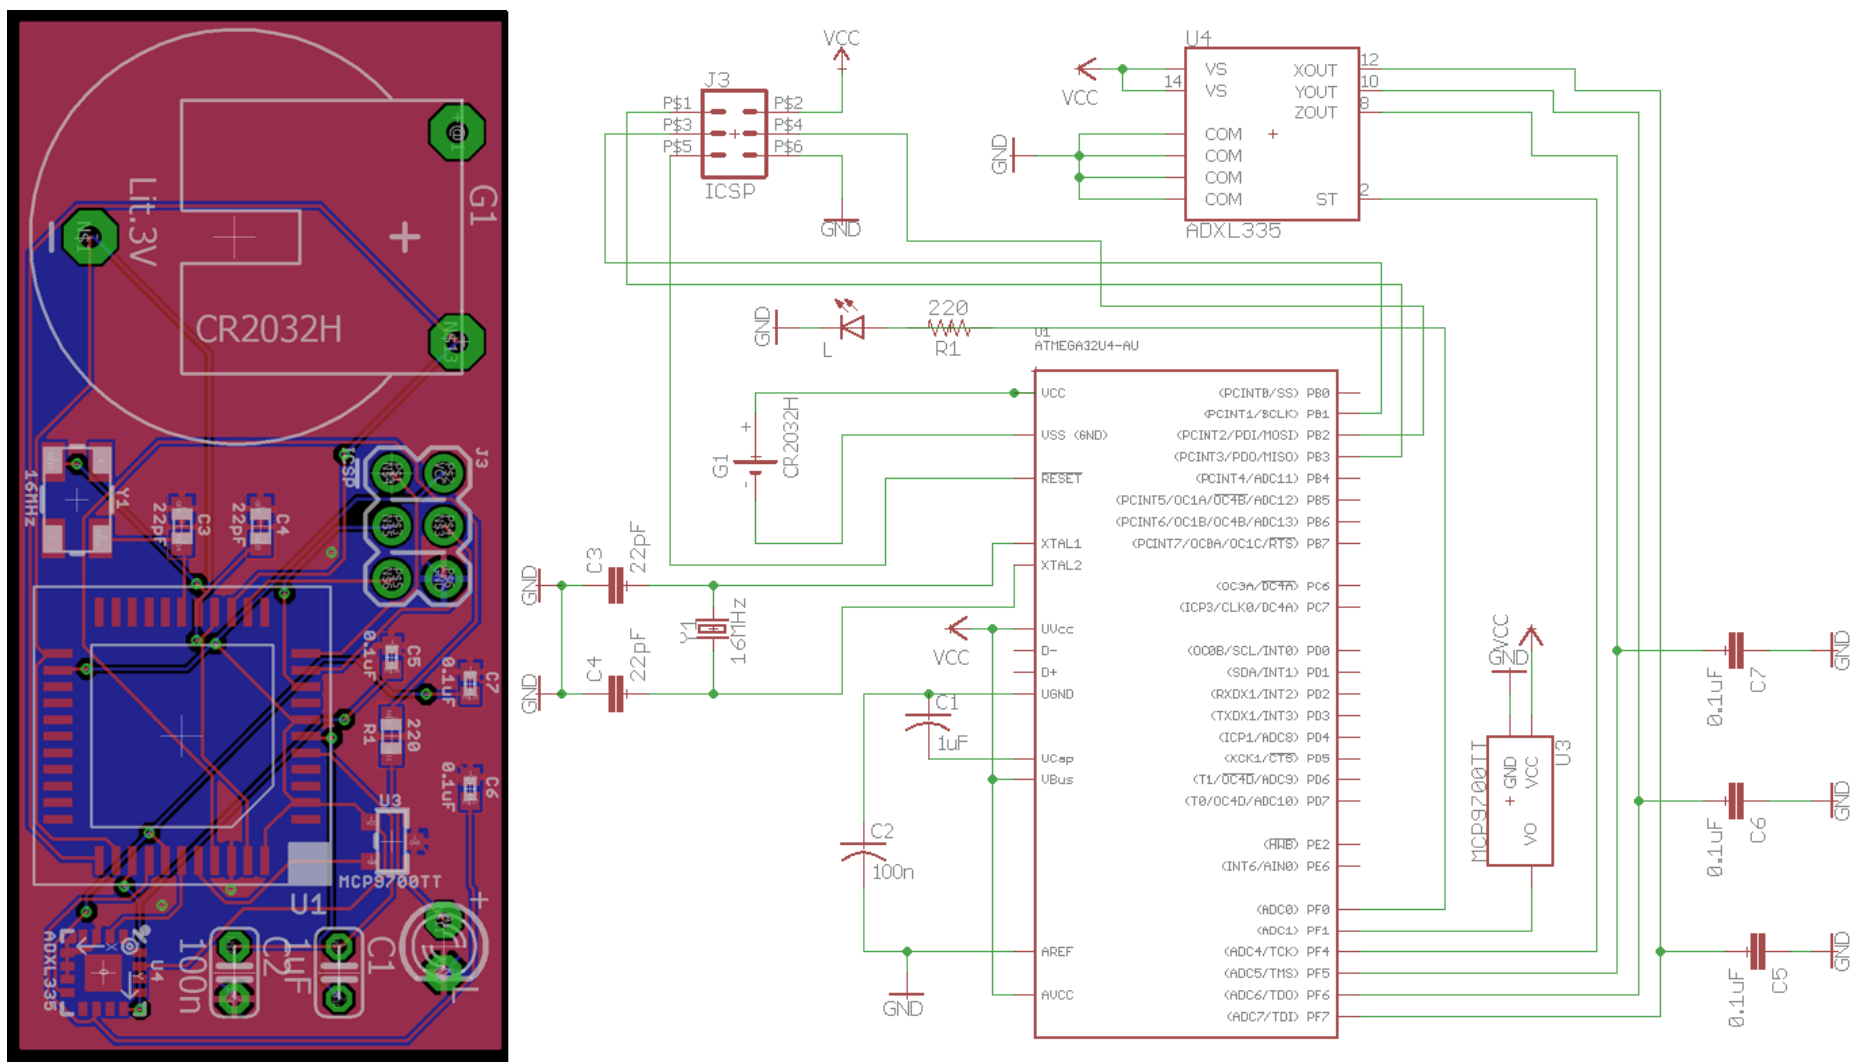 G1
Lit.3V
CR2032H
N$1
N$13
16MHz
Y1
22pF
C3
22pF
C4
ICSP
J3
0.1uF
C5
0.1uF
C7
R1
220
0.1uF
C6
U3
MCP9700TT
U1
ADXL335
U4
X
Y
100n
C2
1uF
C1
L
VCC
J3
P$1
P$2
P$3
P$4
P$5
P$6
ICSP
GND
U4
VCC
14
VS
VS
XOUT
12
YOUT
10
ZOUT
8
GND
COM
COM
COM
COM
ST
2
ADXL335
GND
L
220
R1
U1
ATMEGA32U4-AU
G1
CR2032H
VCC
VSS (GND)
RESET
XTAL1
XTAL2
UVcc
D-
D+
UGND
UCap
VBus
AREF
AVCC
(PCINT0/SS) PB0
(PCINT1/SCLK) PB1
(PCINT2/PDI/MOSI) PB2
(PCINT3/PDO/MISO) PB3
(PCINT4/ADC11) PB4
(PCINT5/OC1A/OC4B/ADC12) PB5
(PCINT6/OC1B/OC4B/ADC13) PB6
(PCINT7/OC0A/OC1C/RTS) PB7
(OC3A/OC4A) PC6
(ICP3/CLK0/OC4A) PC7
(OC0B/SCL/INT0) PD0
(SDA/INT1) PD1
(RXDX1/INT2) PD2
(TXDX1/INT3) PD3
(ICP1/ADC8) PD4
(XCK1/CTS) PD5
(T1/OC4D/ADC9) PD6
(T0/OC4D/ADC10) PD7
(HWB) PE2
(INT6/AIN0) PE6
(ADC0) PF0
(ADC1) PF1
(ADC4/TCK) PF4
(ADC5/TMS) PF5
(ADC6/TDO) PF6
(ADC7/TDI) PF7
GND
C3
22pF
GND
C4
22pF
Y1
16MHz
VCC
C1
1uF
C2
100n
GND
GND
VCC
MCP9700TT
GND
VCC
VO
U3
0.1uF
C7
GND
0.1uF
C6
GND
0.1uF
C5
GND